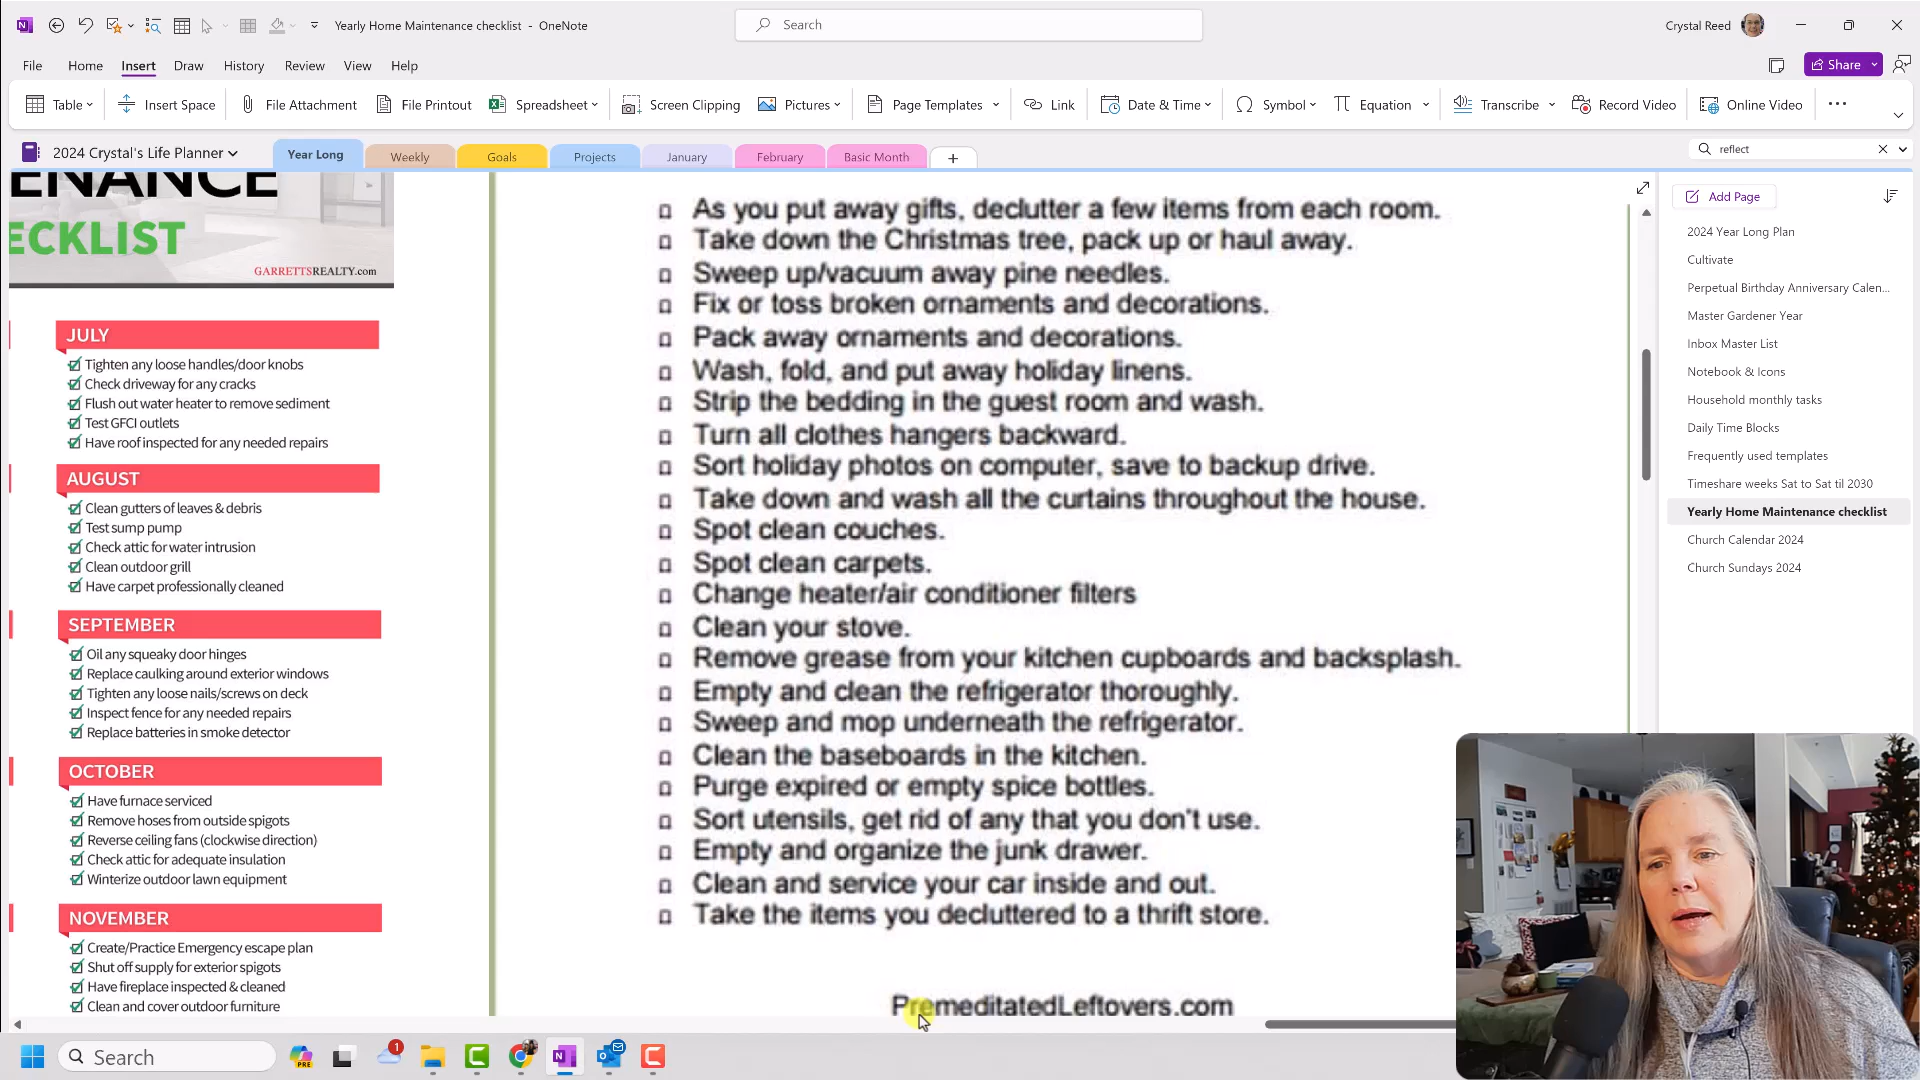 Yearly Home Maintenance checklist - OneNote
Search
Crystal Reed
File Home Insert Draw History Review View Help
Share
Table Insert Space File Attachment File Printout Spreadsheet Screen Clipping Pictures Page Templates Link Date & Time Symbol Equation Transcribe Record Video Online Video
2024 Crystal's Life Planner
Year Long Weekly Goals Projects January February Basic Month +
reflect
ENANCE
ECKLIST
GARRETTSREALTY.com
JULY
Tighten any loose handles/door knobs
Check driveway for any cracks
Flush out water heater to remove sediment
Test GFCI outlets
Have roof inspected for any needed repairs
AUGUST
Clean gutters of leaves & debris
Test sump pump
Check attic for water intrusion
Clean outdoor grill
Have carpet professionally cleaned
SEPTEMBER
Oil any squeaky door hinges
Replace caulking around exterior windows
Tighten any loose nails/screws on deck
Inspect fence for any needed repairs
Replace batteries in smoke detector
OCTOBER
Have furnace serviced
Remove hoses from outside spigots
Reverse ceiling fans (clockwise direction)
Check attic for adequate insulation
Winterize outdoor lawn equipment
NOVEMBER
Create/Practice Emergency escape plan
Shut off supply for exterior spigots
Have fireplace inspected & cleaned
Clean and cover outdoor furniture
As you put away gifts, declutter a few items from each room.
Take down the Christmas tree, pack up or haul away.
Sweep up/vacuum away pine needles.
Fix or toss broken ornaments and decorations.
Pack away ornaments and decorations.
Wash, fold, and put away holiday linens.
Strip the bedding in the guest room and wash.
Turn all clothes hangers backward.
Sort holiday photos on computer, save to backup drive.
Take down and wash all the curtains throughout the house.
Spot clean couches.
Spot clean carpets.
Change heater/air conditioner filters
Clean your stove.
Remove grease from your kitchen cupboards and backsplash.
Empty and clean the refrigerator thoroughly.
Sweep and mop underneath the refrigerator.
Clean the baseboards in the kitchen.
Purge expired or empty spice bottles.
Sort utensils, get rid of any that you don't use.
Empty and organize the junk drawer.
Clean and service your car inside and out.
Take the items you decluttered to a thrift store.
PremeditatedLeftovers.com
Add Page
2024 Year Long Plan
Cultivate
Perpetual Birthday Anniversary Calen...
Master Gardener Year
Inbox Master List
Notebook & Icons
Household monthly tasks
Daily Time Blocks
Frequently used templates
Timeshare weeks Sat to Sat til 2030
Yearly Home Maintenance checklist
Church Calendar 2024
Church Sundays 2024
Search
PRE
1